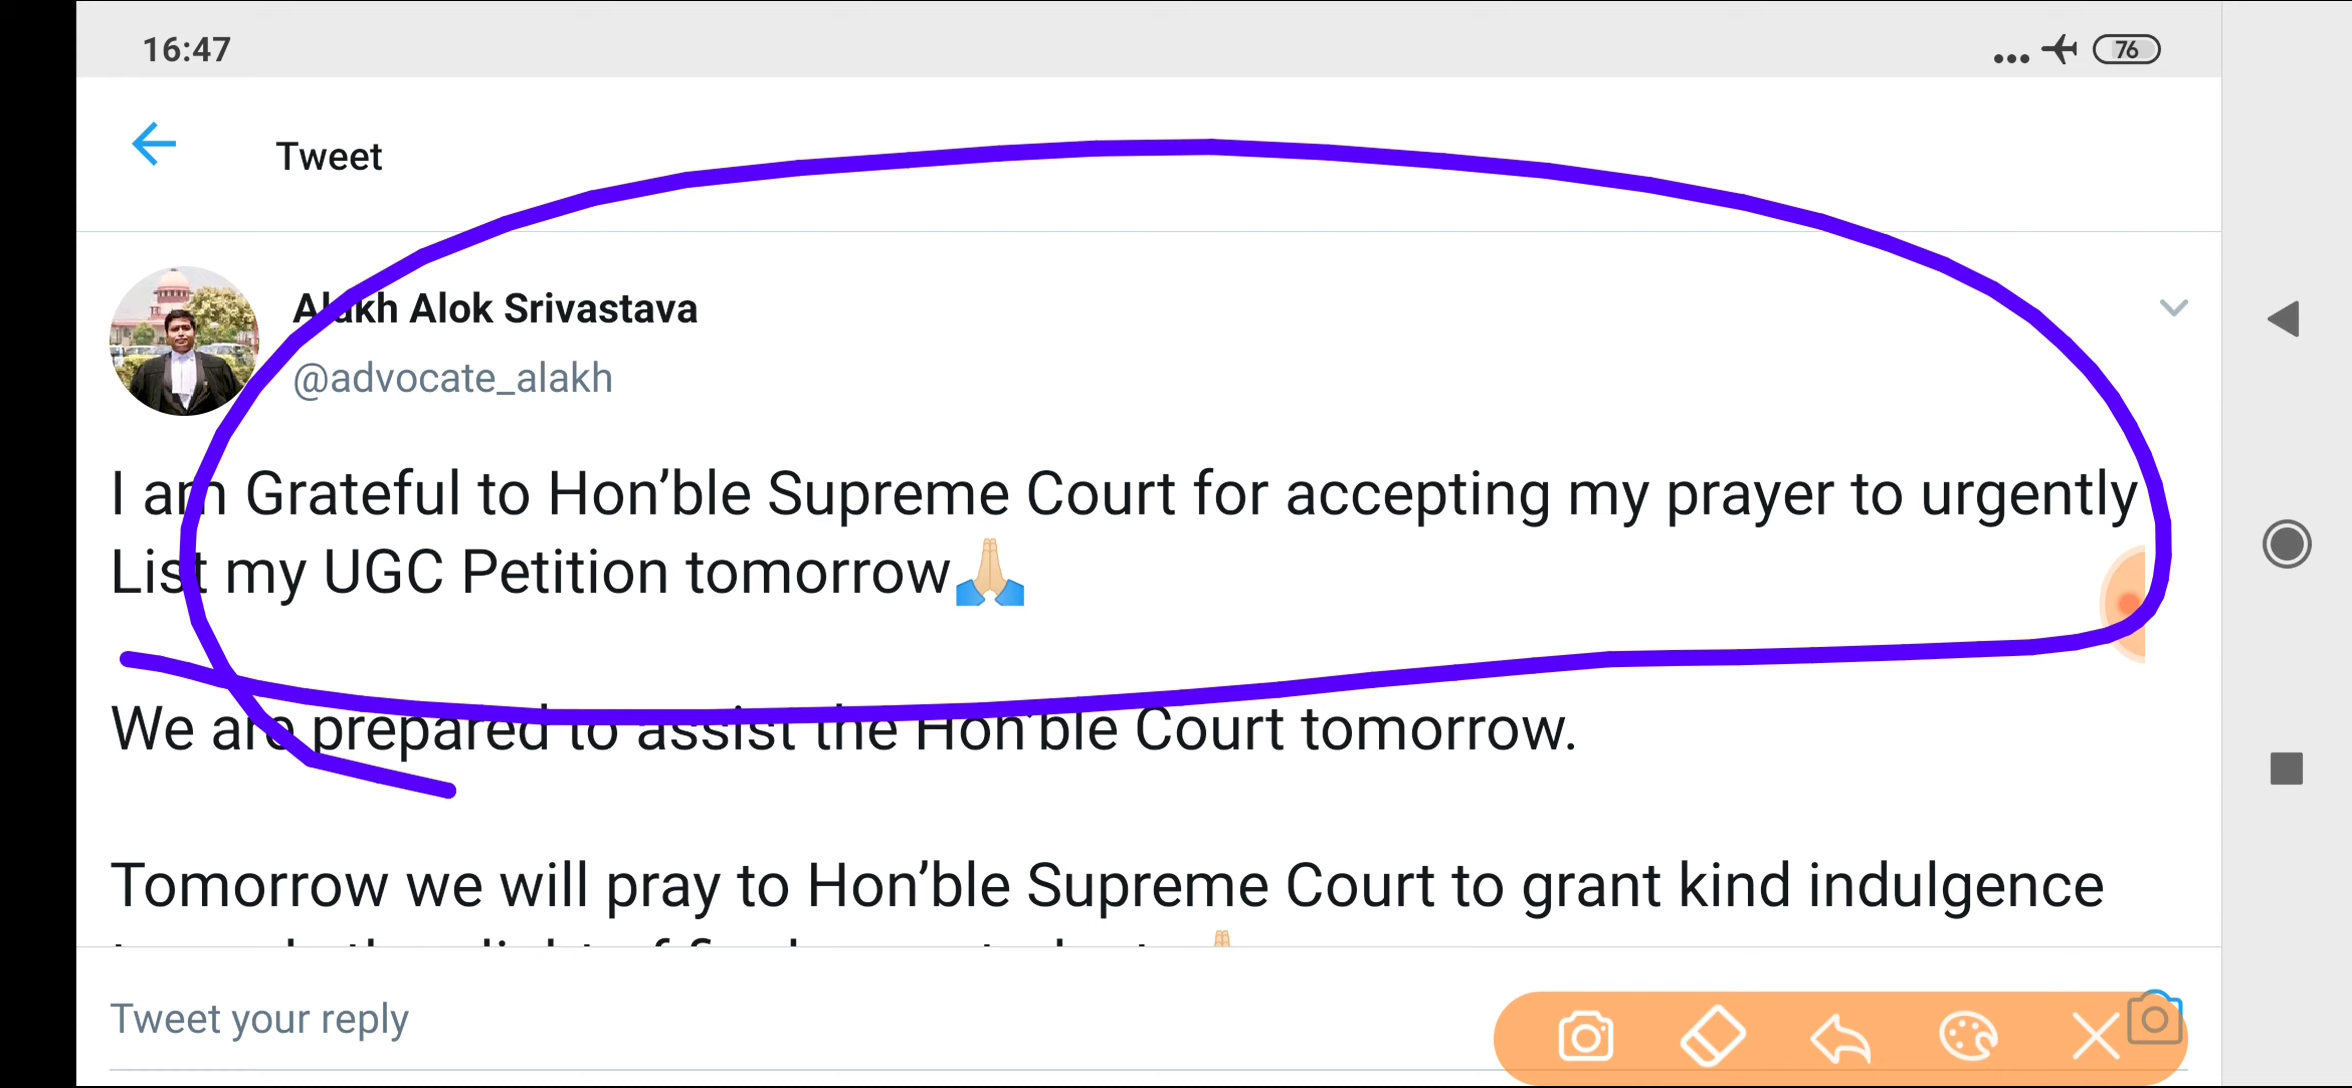 16:47
76
Tweet
Alakh Alok Srivastava
@advocate_alakh
I am Grateful to Hon’ble Supreme Court for accepting my prayer to urgently
List my UGC Petition tomorrow🙏🏻
We are prepared to assist the Hon’ble Court tomorrow.
Tomorrow we will pray to Hon’ble Supreme Court to grant kind indulgence
Tweet your reply